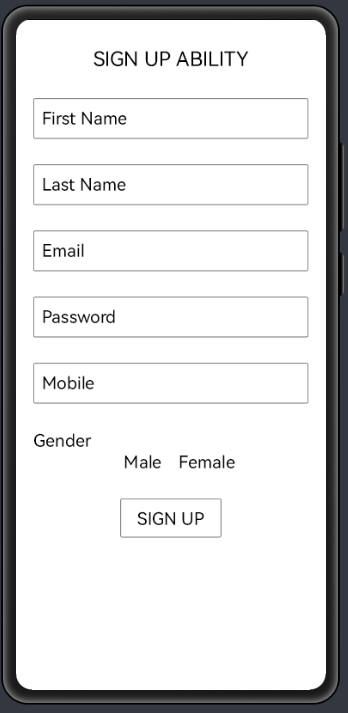 SIGN UP ABILITY
First Name
Last Name
Email
Password
Mobile
Gender
Male Female
SIGN UP